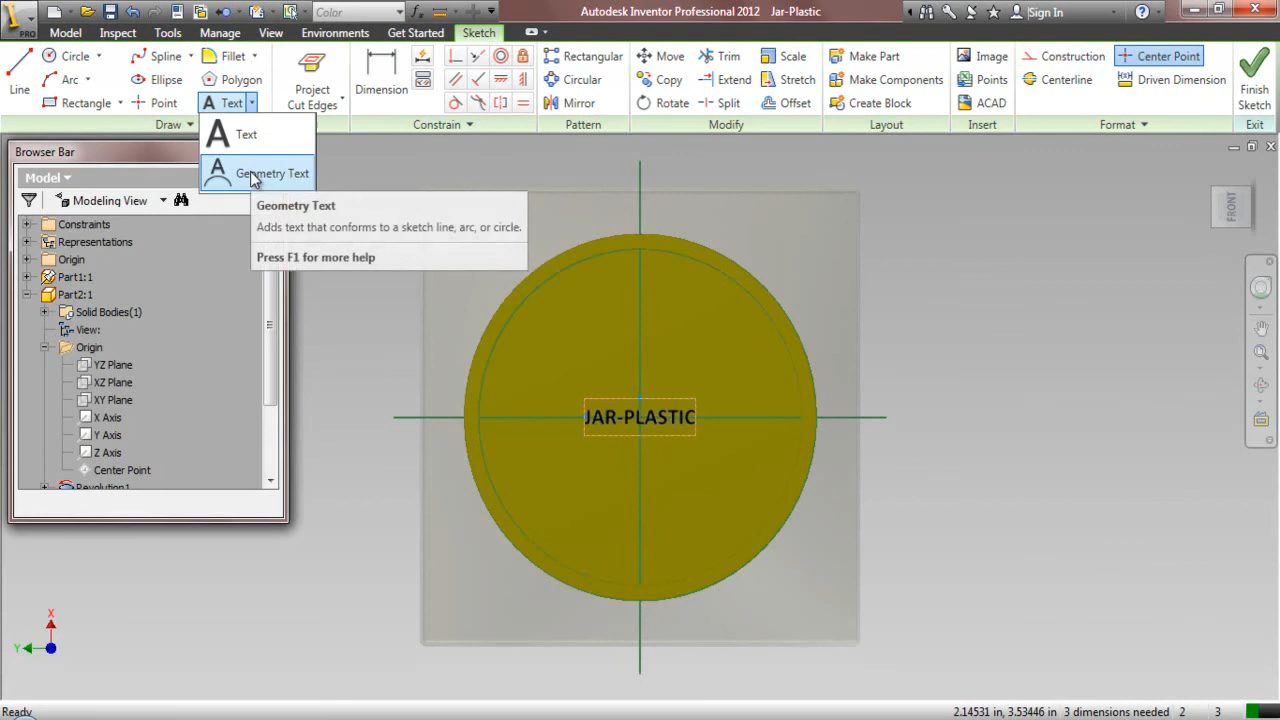 Color
Autodesk Inventor Professional 2012 Jar-Plastic
Sign In
PRO
Model Inspect Tools Manage View Environments Get Started Sketch
Line
Circle
Arc
Rectangle
Spline
Ellipse
Point
Fillet
Polygon
Text
Project
Cut Edges
Dimension
Rectangular
Circular
Mirror
Move
Copy
Rotate
Trim
Extend
Split
Scale
Stretch
Offset
Make Part
Make Components
Create Block
Image
Points
ACAD
Construction
Centerline
Center Point
Driven Dimension
Finish
Sketch
Draw
Constrain
Pattern
Modify
Layout
Insert
Format
Exit
Text
Geometry Text
Geometry Text
Adds text that conforms to a sketch line, arc, or circle.
Press F1 for more help
Browser Bar
Model
Modeling View
Constraints
Representations
Origin
Part1:1
Part2:1
Solid Bodies(1)
View:
Origin
YZ Plane
XZ Plane
XY Plane
X Axis
Y Axis
Z Axis
Center Point
Revolution1
JAR-PLASTIC
FRONT
X
Y
Ready
2.14531 in, 3.53446 in 3 dimensions needed 2 3